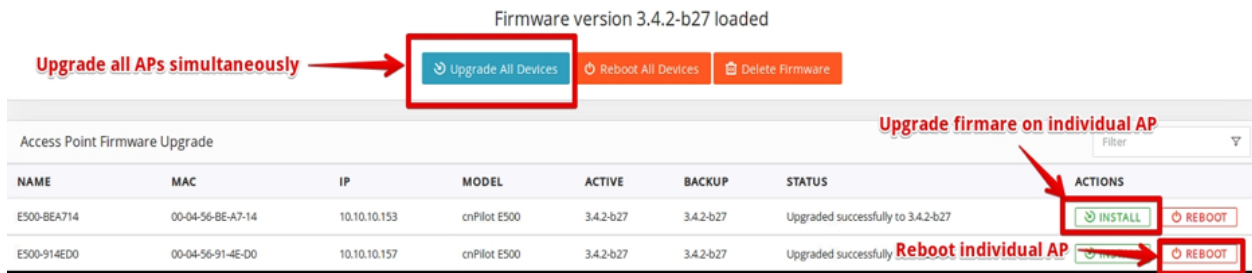 Firmware version 3.4.2-b27 loaded
Upgrade all APs simultaneously
Upgrade All Devices Reboot All Devices Delete Firmware
Upgrade firmare on individual AP
Access Point Firmware Upgrade Filter
NAME MAC IP MODEL ACTIVE BACKUP STATUS ACTIONS
E500-BEA714 00-04-56-BE-A7-14 10.10.10.153 cnPilot E500 3.4.2-b27 3.4.2-b27 Upgraded successfully to 3.4.2-b27 INSTALL REBOOT
E500-914ED0 00-04-56-91-4E-D0 10.10.10.157 cnPilot E500 3.4.2-b27 3.4.2-b27 Upgraded successfully Reboot individual AP REBOOT